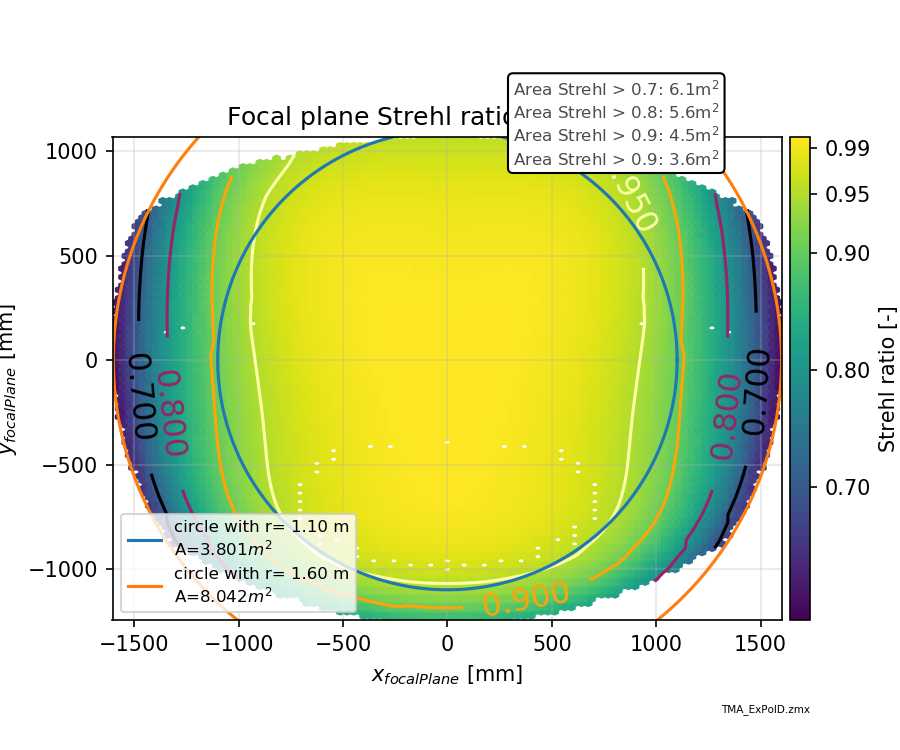 Area Strehl > 0.7: 6.1m²
Area Strehl > 0.8: 5.6m²
Area Strehl > 0.9: 4.5m²
Area Strehl > 0.9: 3.6m²
Focal plane Strehl ratio
1000
500
0
−500
−1000
y_focalPlane [mm]
.950
0.700
0.800
0.800
0.700
0.900
circle with r= 1.10 m
A=3.801m²
circle with r= 1.60 m
A=8.042m²
−1500
−1000
−500
0
500
1000
1500
x_focalPlane [mm]
0.99
0.95
0.90
0.80
0.70
Strehl ratio [-]
TMA_ExPoID.zmx